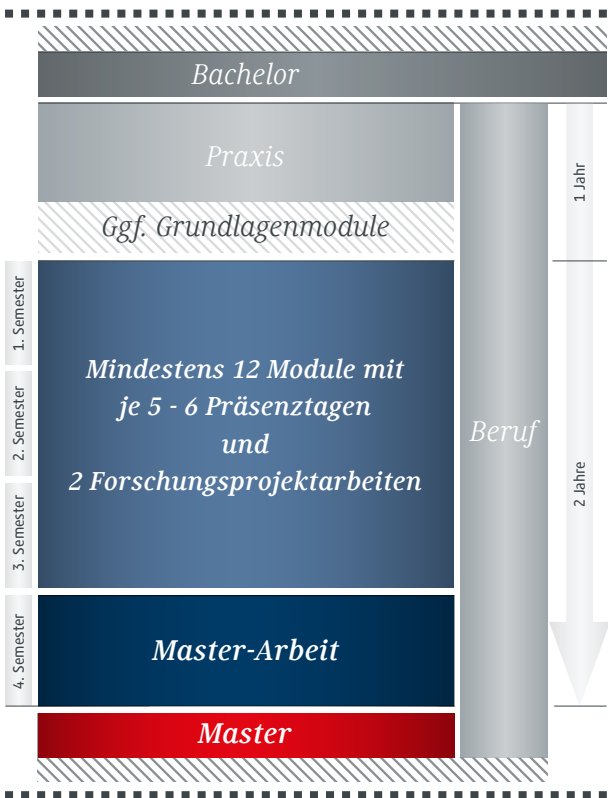 Bachelor
Praxis
1 Jahr
Ggf. Grundlagenmodule
1. Semester
2. Semester
3. Semester
Mindestens 12 Module mit
je 5 - 6 Präsenztagen
und
2 Forschungsprojektarbeiten
Beruf
2 Jahre
4. Semester
Master-Arbeit
Master